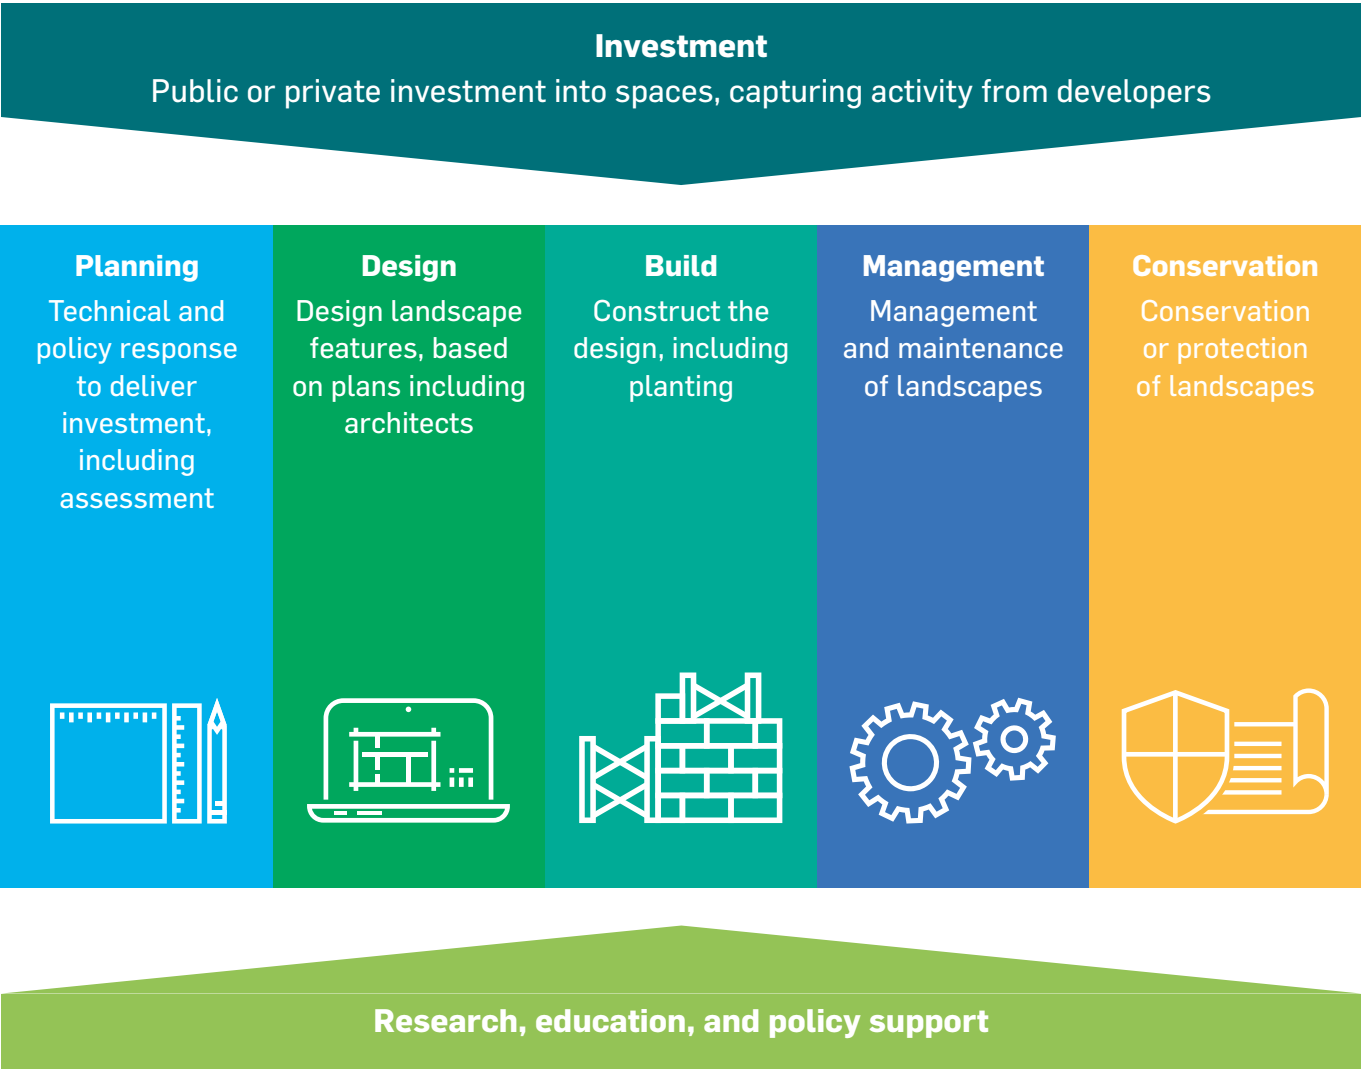 Investment
Public or private investment into spaces, capturing activity from developers
Planning
Technical and
policy response
to deliver
investment,
including
assessment
Design
Design landscape
features, based
on plans including
architects
Build
Construct the
design, including
planting
Management
Management
and maintenance
of landscapes
Conservation
Conservation
or protection
of landscapes
Research, education, and policy support